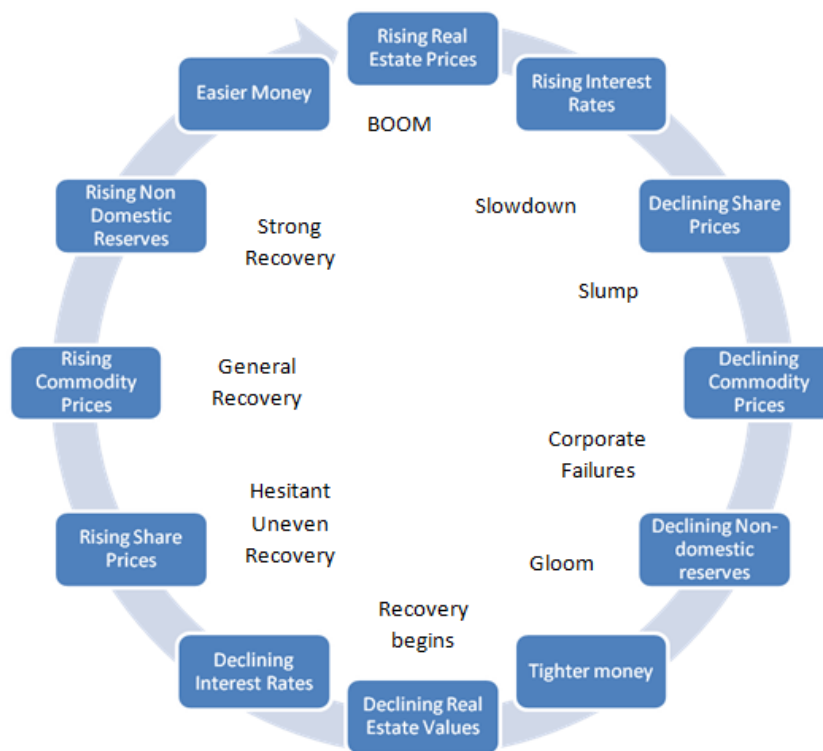 Rising Real
Estate Prices
Rising Interest
Rates
Declining Share
Prices
Declining
Commodity
Prices
Declining Non-
domestic
reserves
Tighter money
Declining Real
Estate Values
Declining
Interest Rates
Rising Share
Prices
Rising
Commodity
Prices
Rising Non
Domestic
Reserves
Easier Money
BOOM
Slowdown
Slump
Corporate
Failures
Gloom
Recovery
begins
Hesitant
Uneven
Recovery
General
Recovery
Strong
Recovery